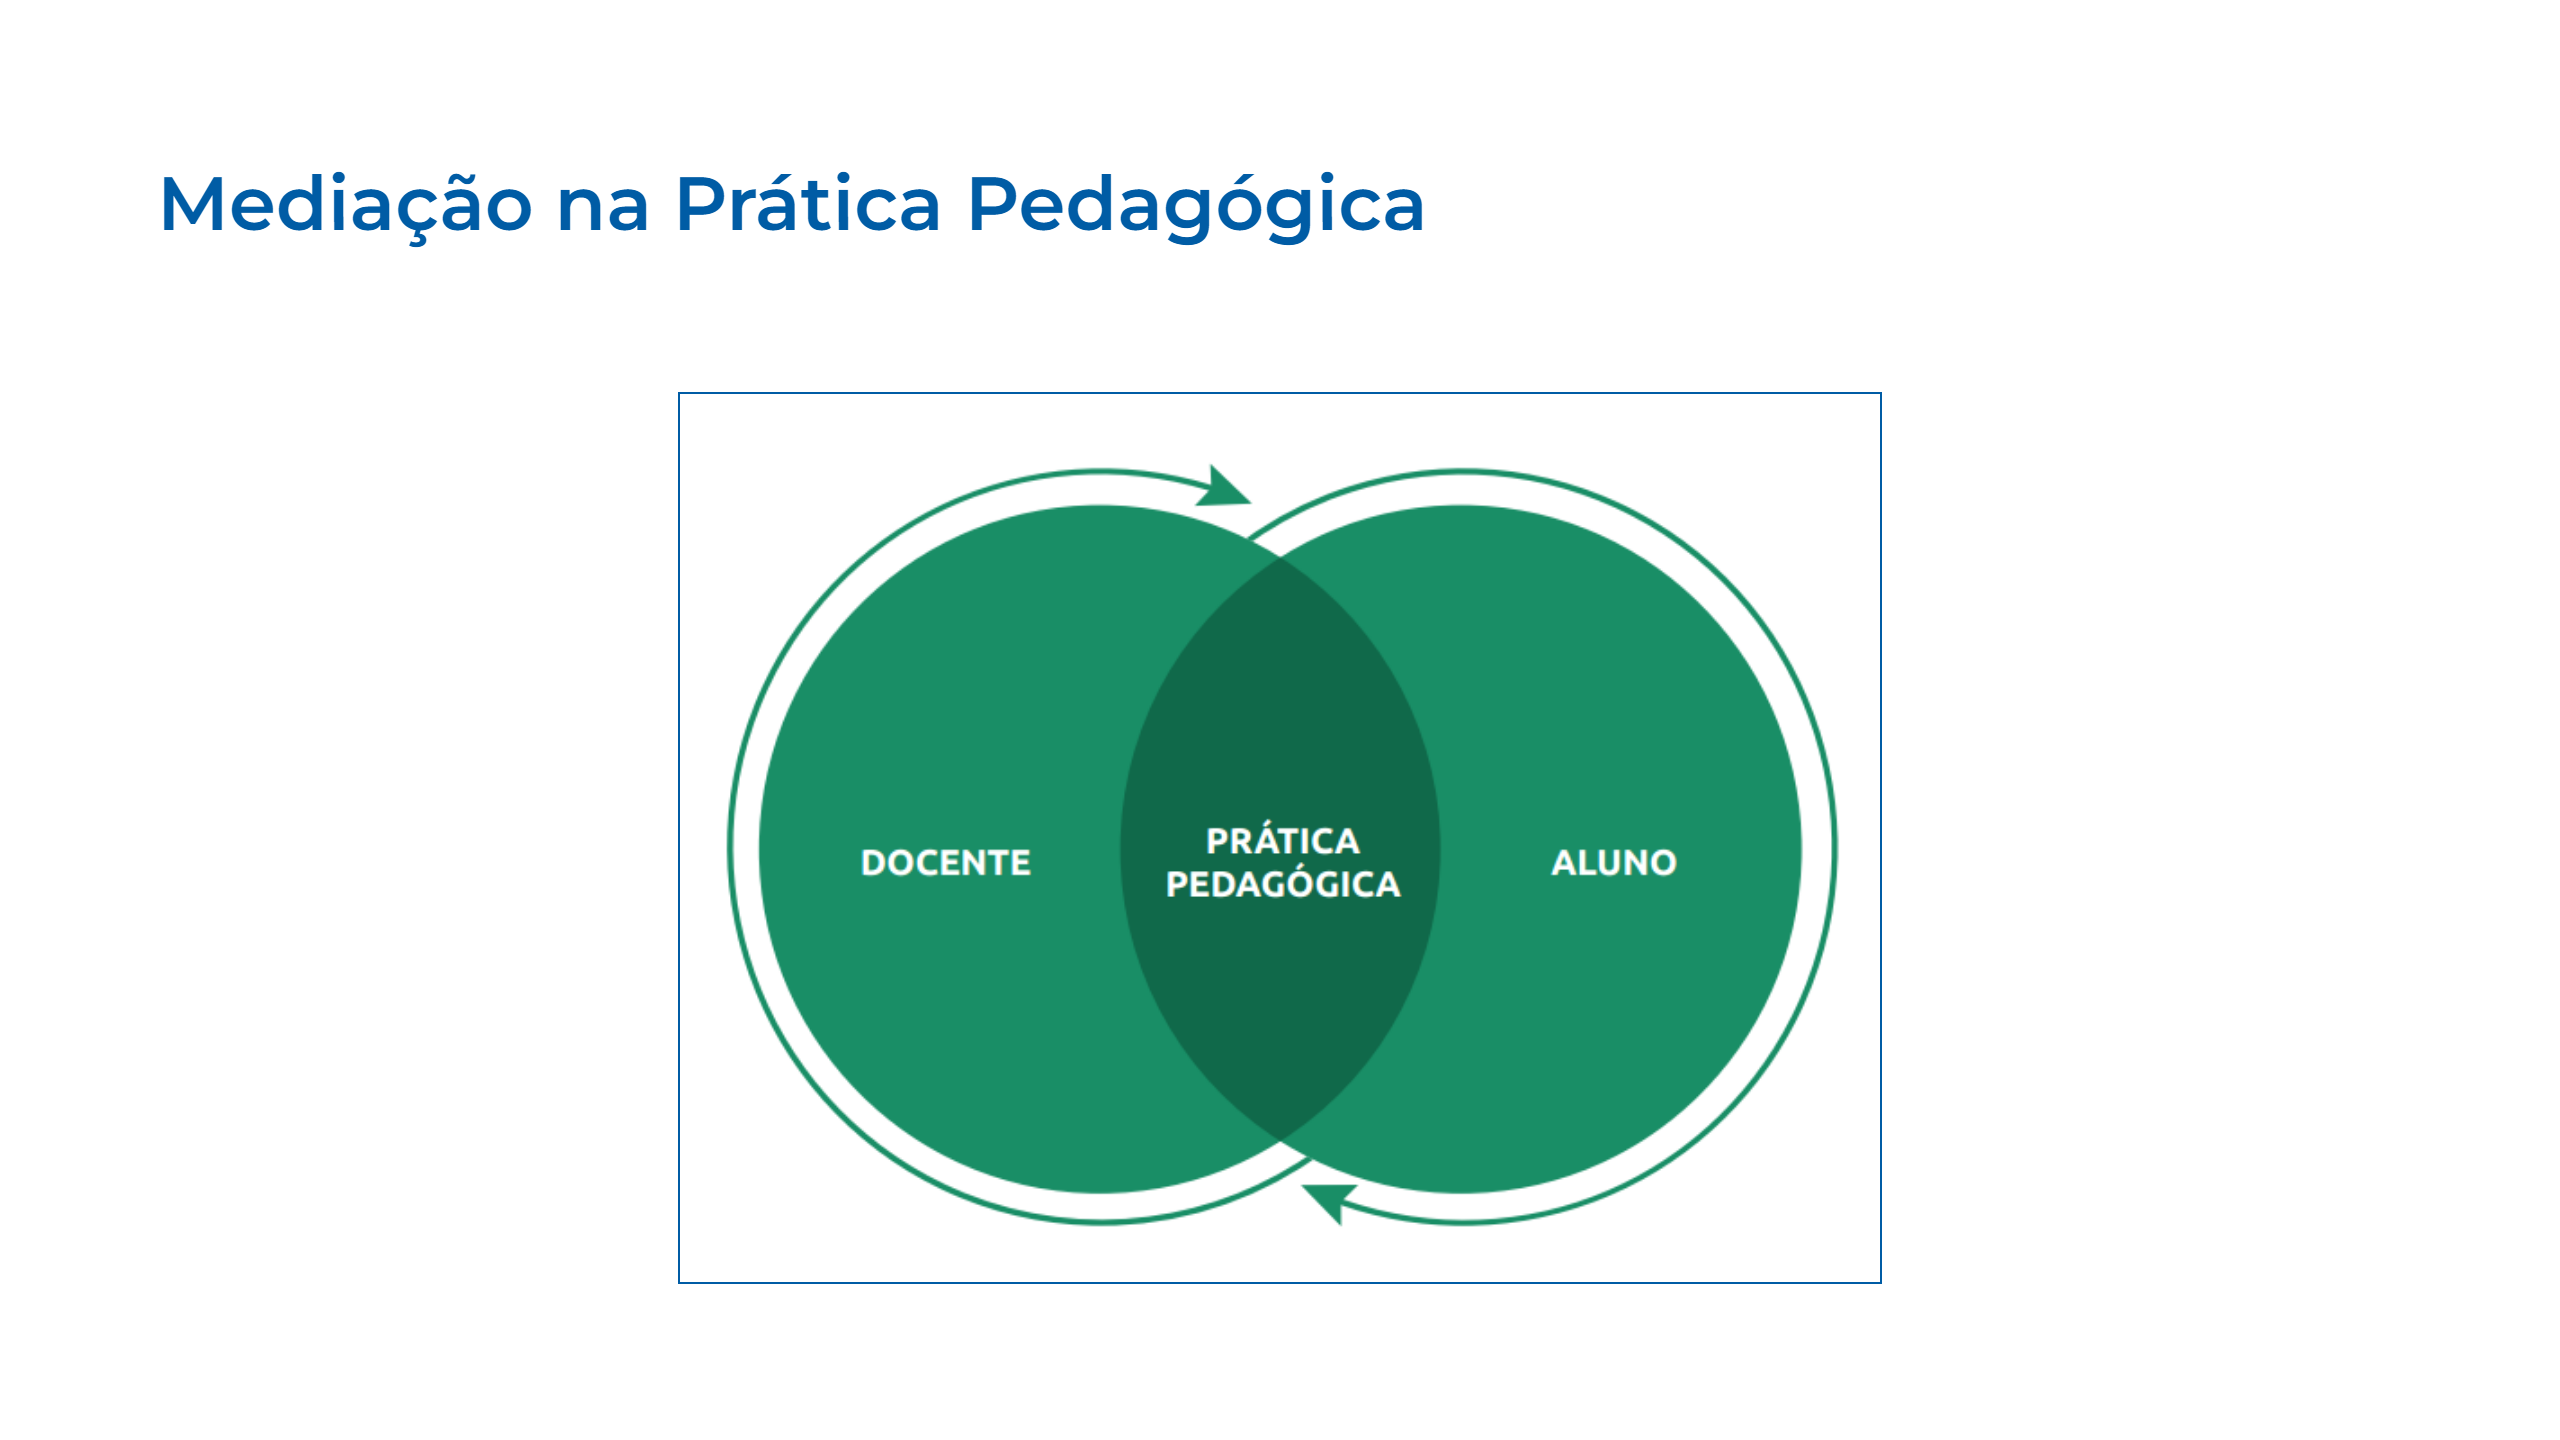 Mediação na Prática Pedagógica
DOCENTE
PRÁTICA
PEDAGÓGICA
ALUNO